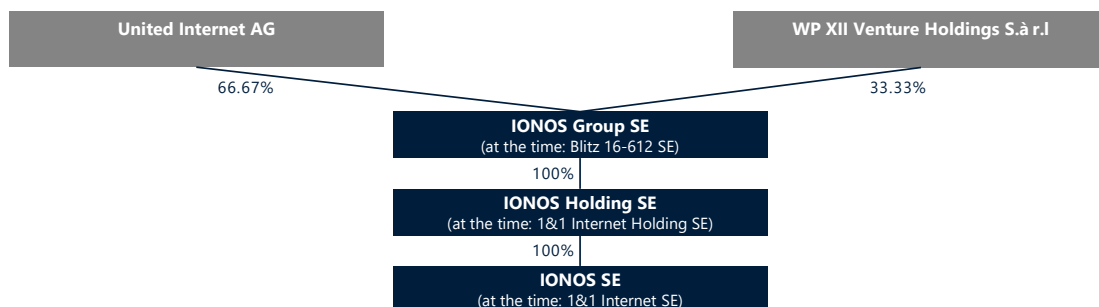 United Internet AG
WP XII Venture Holdings S.à r.l
66.67%
33.33%
IONOS Group SE
(at the time: Blitz 16-612 SE)
100%
IONOS Holding SE
(at the time: 1&1 Internet Holding SE)
100%
IONOS SE
(at the time: 1&1 Internet SE)